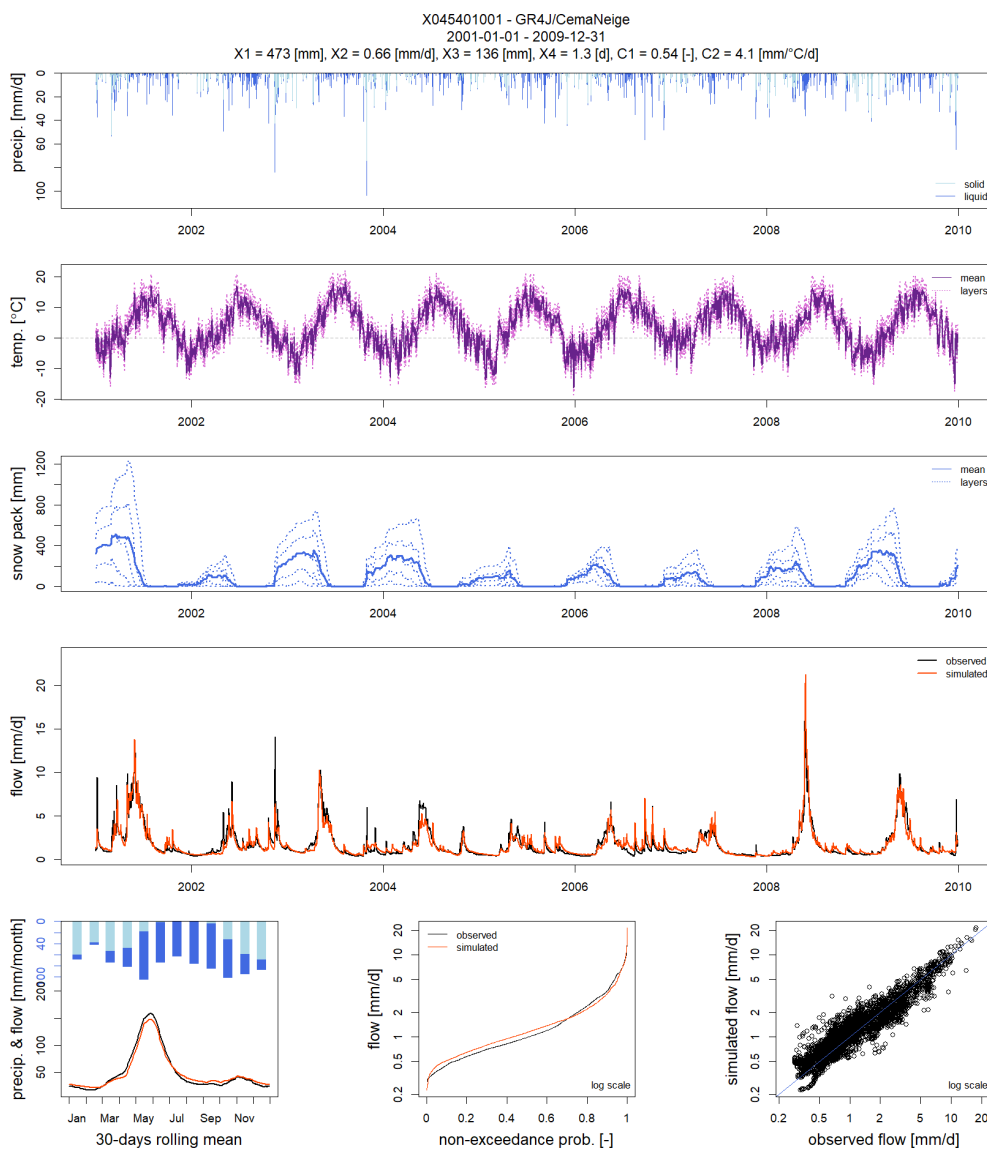 X045401001 - GR4J/CemaNeige
2001-01-01 - 2009-12-31
X1 = 473 [mm], X2 = 0.66 [mm/d], X3 = 136 [mm], X4 = 1.3 [d], C1 = 0.54 [-], C2 = 4.1 [mm/°C/d]
precip. [mm/d]
0
20
40
60
100
solid
liquid
2002 2004 2006 2008 2010
temp. [°C]
20
10
0
-10
-20
mean
layers
2002 2004 2006 2008 2010
snow pack [mm]
1200
800
400
0
mean
layers
2002 2004 2006 2008 2010
flow [mm/d]
20
15
10
5
0
observed
simulated
2002 2004 2006 2008 2010
precip. & flow [mm/month]
0
40
20000
100
50
Jan Mar May Jul Sep Nov
30-days rolling mean
flow [mm/d]
20
10
5
2
1
0.5
0.2
observed
simulated
log scale
0 0.2 0.4 0.6 0.8 1
non-exceedance prob. [-]
simulated flow [mm/d]
20
10
5
2
1
0.5
0.2
log scale
0.2 0.5 1 2 5 10 20
observed flow [mm/d]